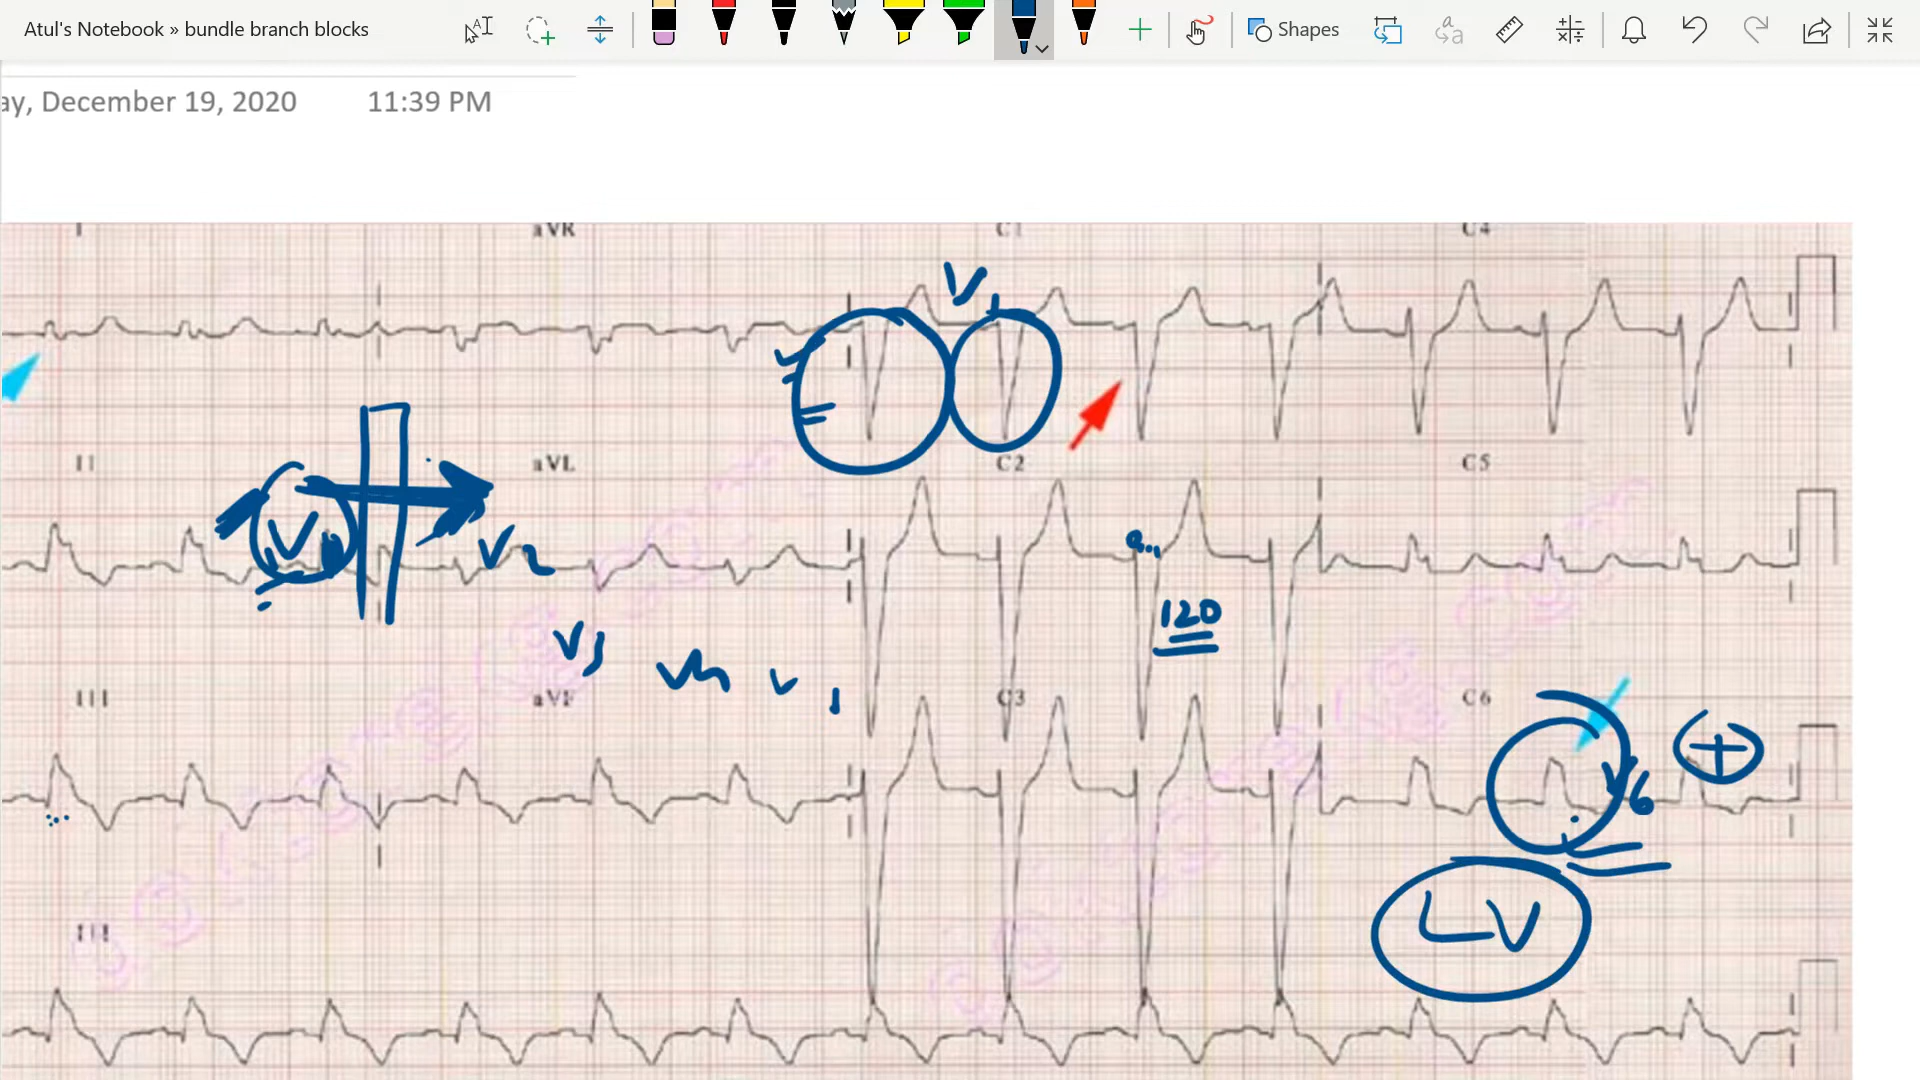 Atul's Notebook » bundle branch blocks
Shapes
ay, December 19, 2020 11:39 PM
I aVR C1 C4
V1
II aVL C2 C5
V1
V2
120
III aVF C3 C6
V1
V6
+
LV
III